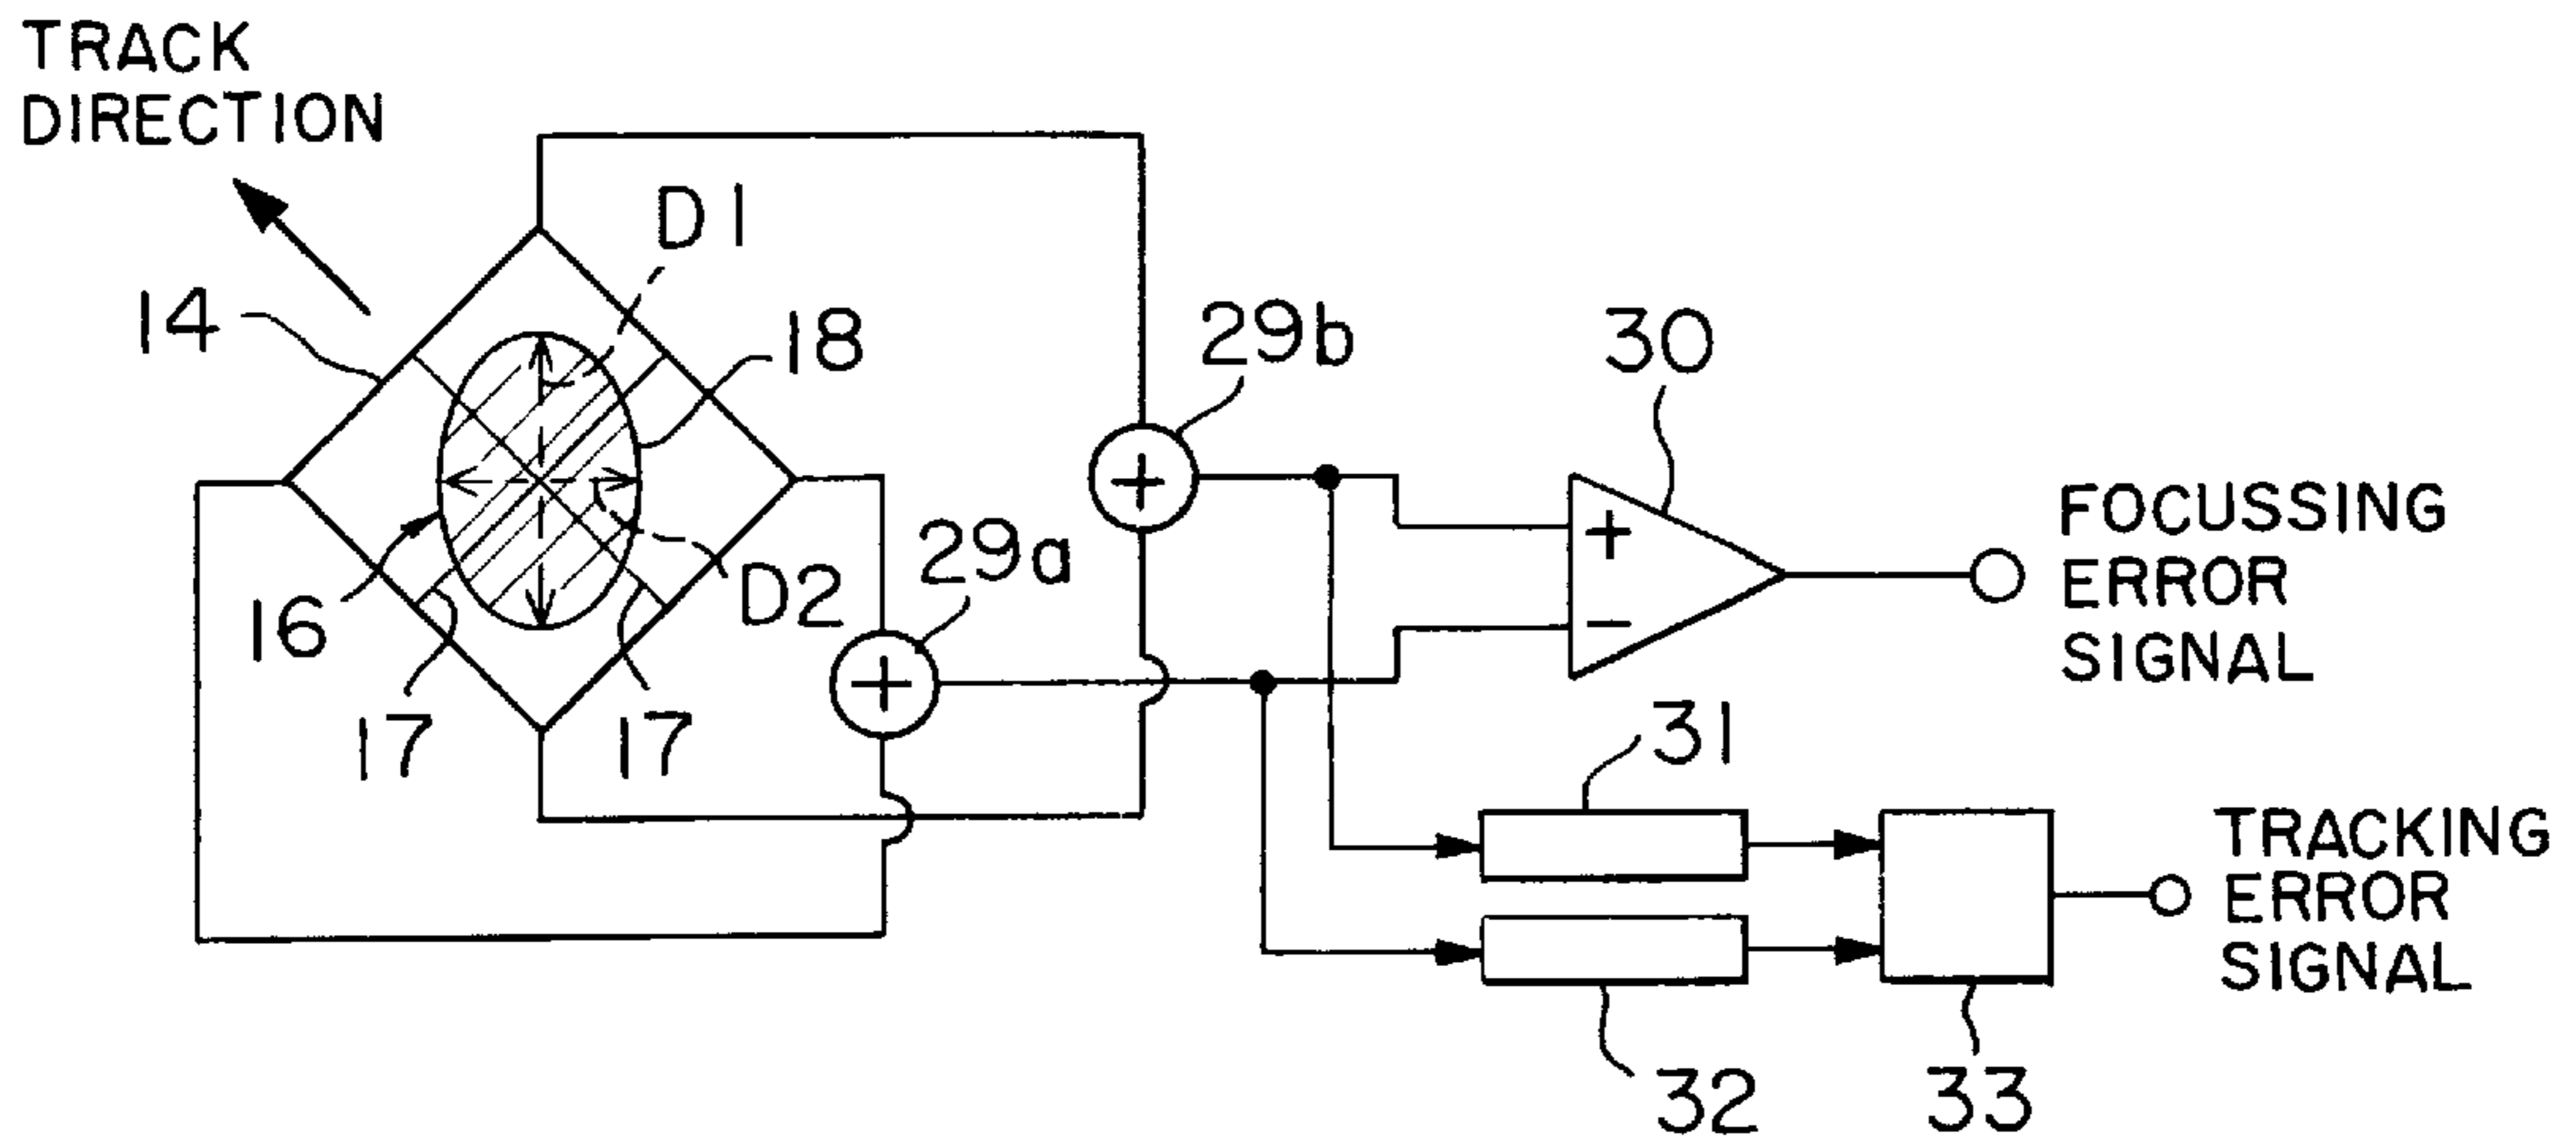 TRACK
DIRECTION
D1
14
18
29b
30
FOCUSSING
ERROR
SIGNAL
+
+
−
29a
D2
16
+
17
17
31
TRACKING
ERROR
SIGNAL
32
33